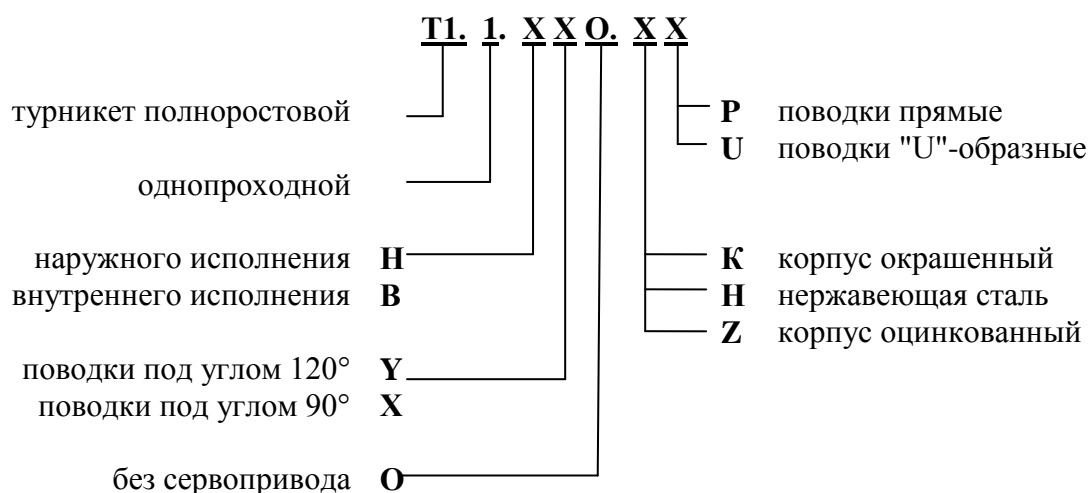 Т1. 1. Х Х О. Х Х
турникет полноростовой
Р поводки прямые
U поводки "U"-образные
однопроходной
наружного исполнения Н
К корпус окрашенный
внутреннего исполнения В
Н нержавеющая сталь
Z корпус оцинкованный
поводки под углом 120° Y
поводки под углом 90° X
без сервопривода О